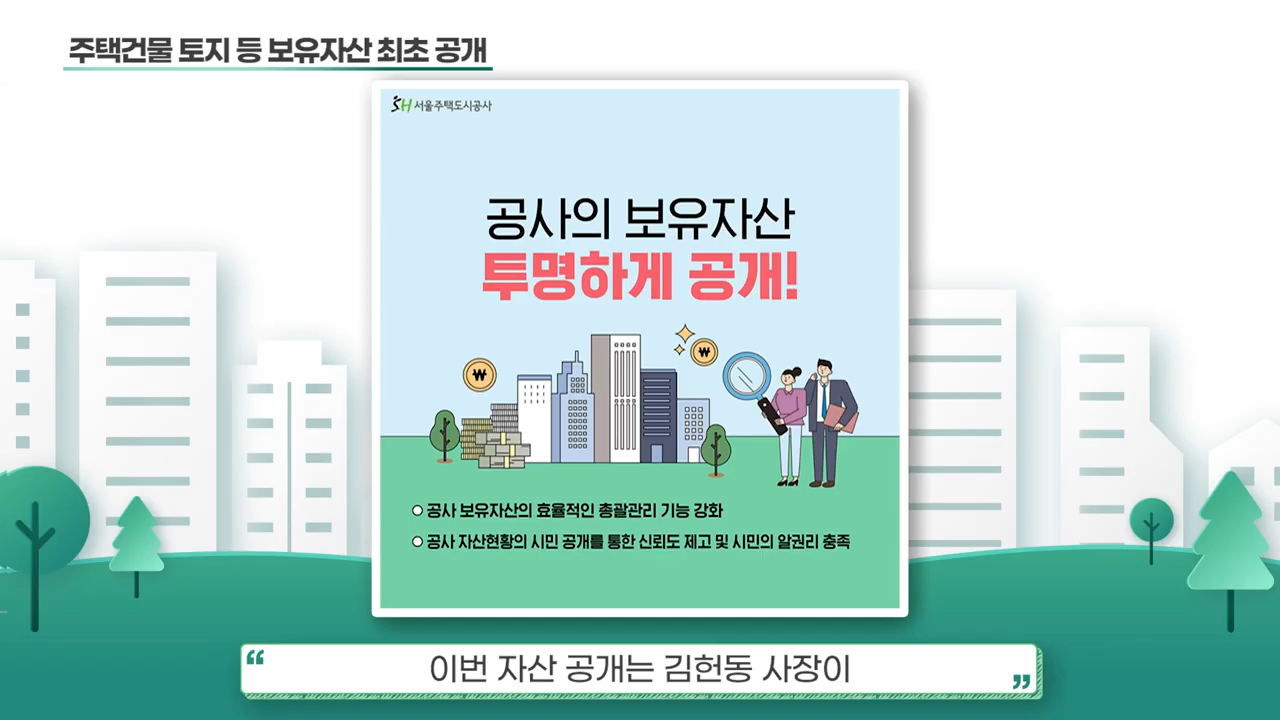 주택건물 토지 등 보유자산 최초 공개
SH 서울주택도시공사
공사의 보유자산
투명하게 공개!
₩
₩
○ 공사 보유자산의 효율적인 총괄관리 기능 강화
○ 공사 자산현황의 시민 공개를 통한 신뢰도 제고 및 시민의 알권리 충족
“ 이번 자산 공개는 김헌동 사장이 ”